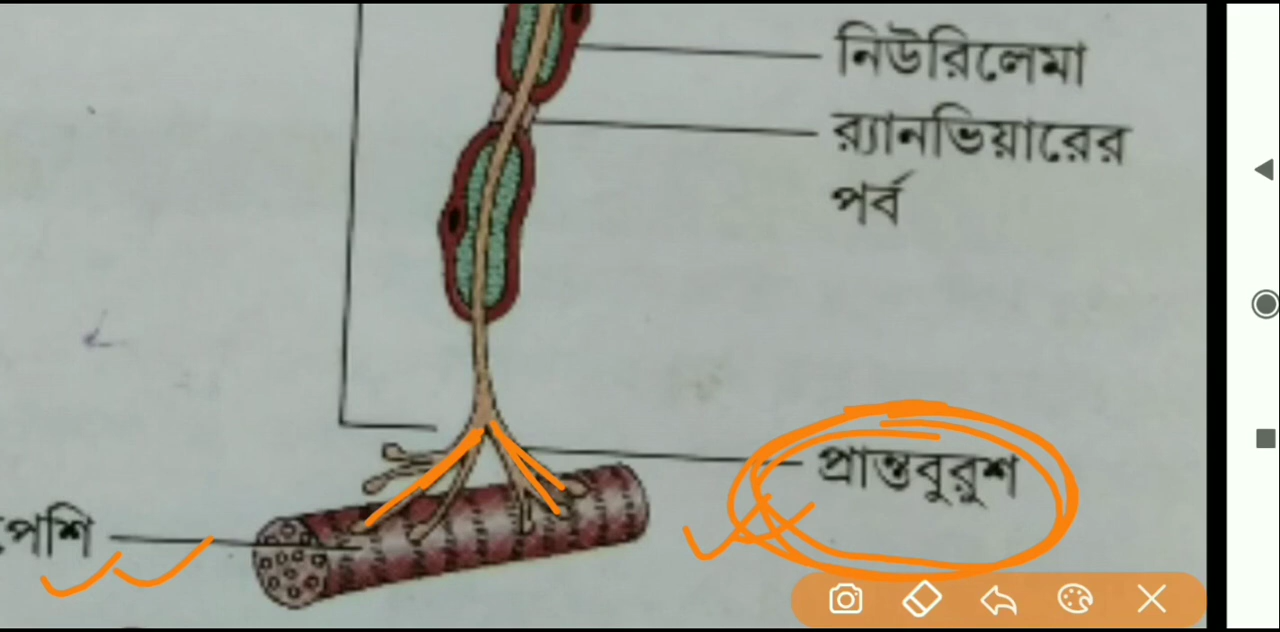 নিউরিলেমা
র‍্যানভিয়ারের
পর্ব
প্রান্তবুরুশ
পেশি